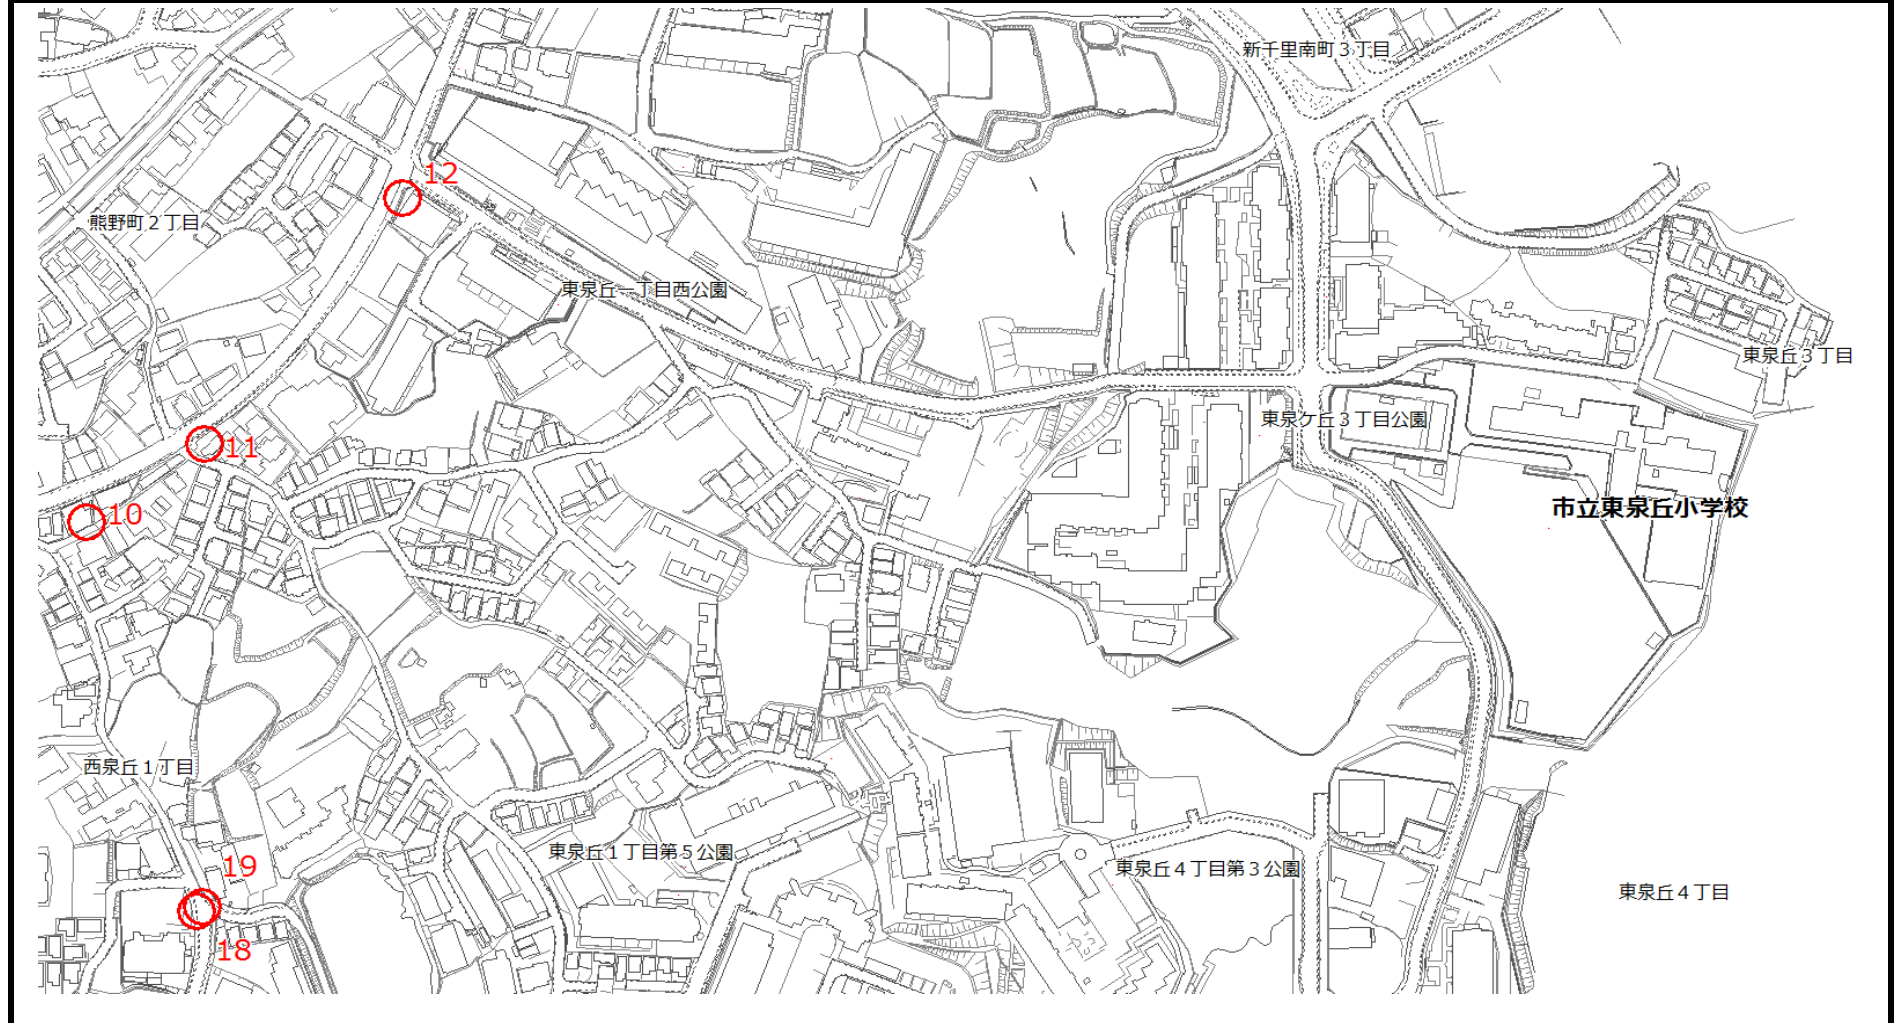 新千里南町３丁目
12
熊野町２丁目
東泉丘一丁目西公園
東泉丘３丁目
東泉ケ丘３丁目公園
11
市立東泉丘小学校
10
西泉丘１丁目
東泉丘１丁目第５公園
19
東泉丘４丁目第３公園
東泉丘４丁目
18